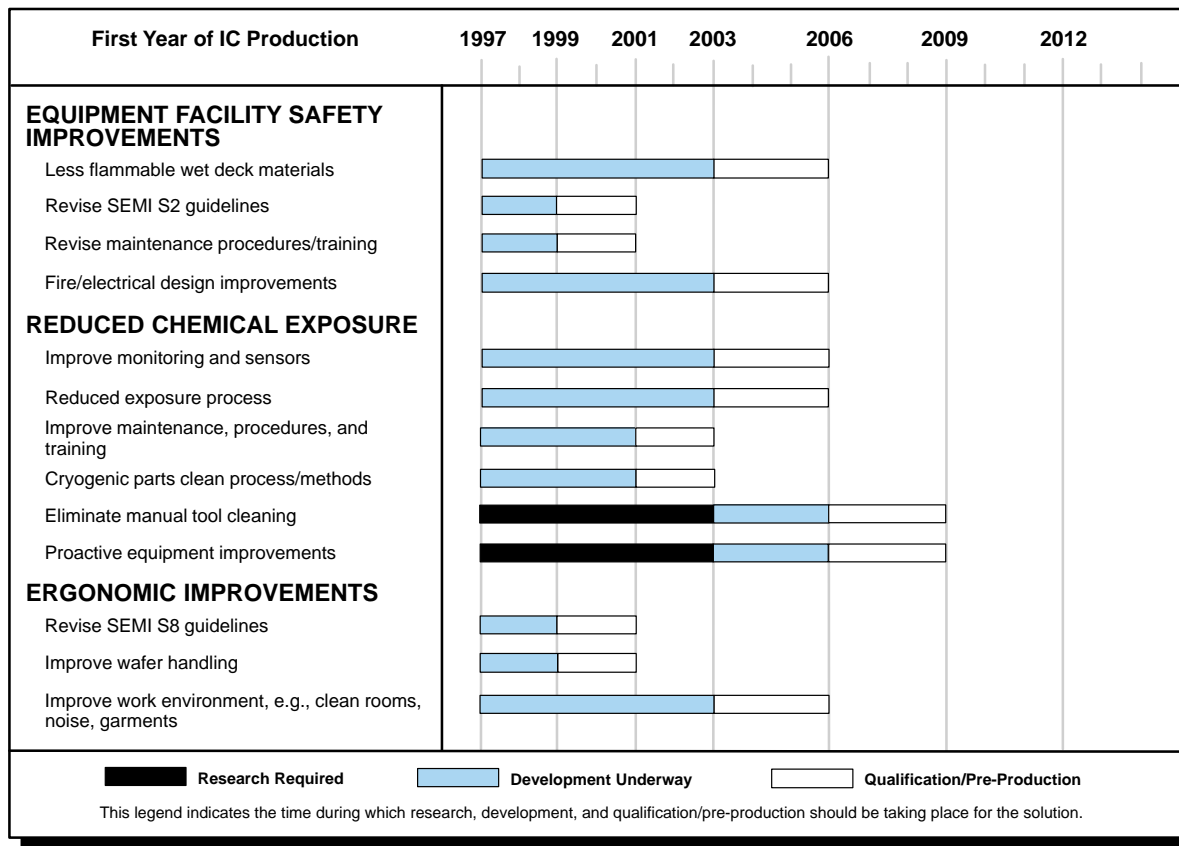 First Year of IC Production 1997 1999 2001 2003 2006 2009 2012
EQUIPMENT FACILITY SAFETY
IMPROVEMENTS
Less flammable wet deck materials
Revise SEMI S2 guidelines
Revise maintenance procedures/training
Fire/electrical design improvements
REDUCED CHEMICAL EXPOSURE
Improve monitoring and sensors
Reduced exposure process
Improve maintenance, procedures, and
training
Cryogenic parts clean process/methods
Eliminate manual tool cleaning
Proactive equipment improvements
ERGONOMIC IMPROVEMENTS
Revise SEMI S8 guidelines
Improve wafer handling
Improve work environment, e.g., clean rooms,
noise, garments
Research Required Development Underway Qualification/Pre-Production
This legend indicates the time during which research, development, and qualification/pre-production should be taking place for the solution.